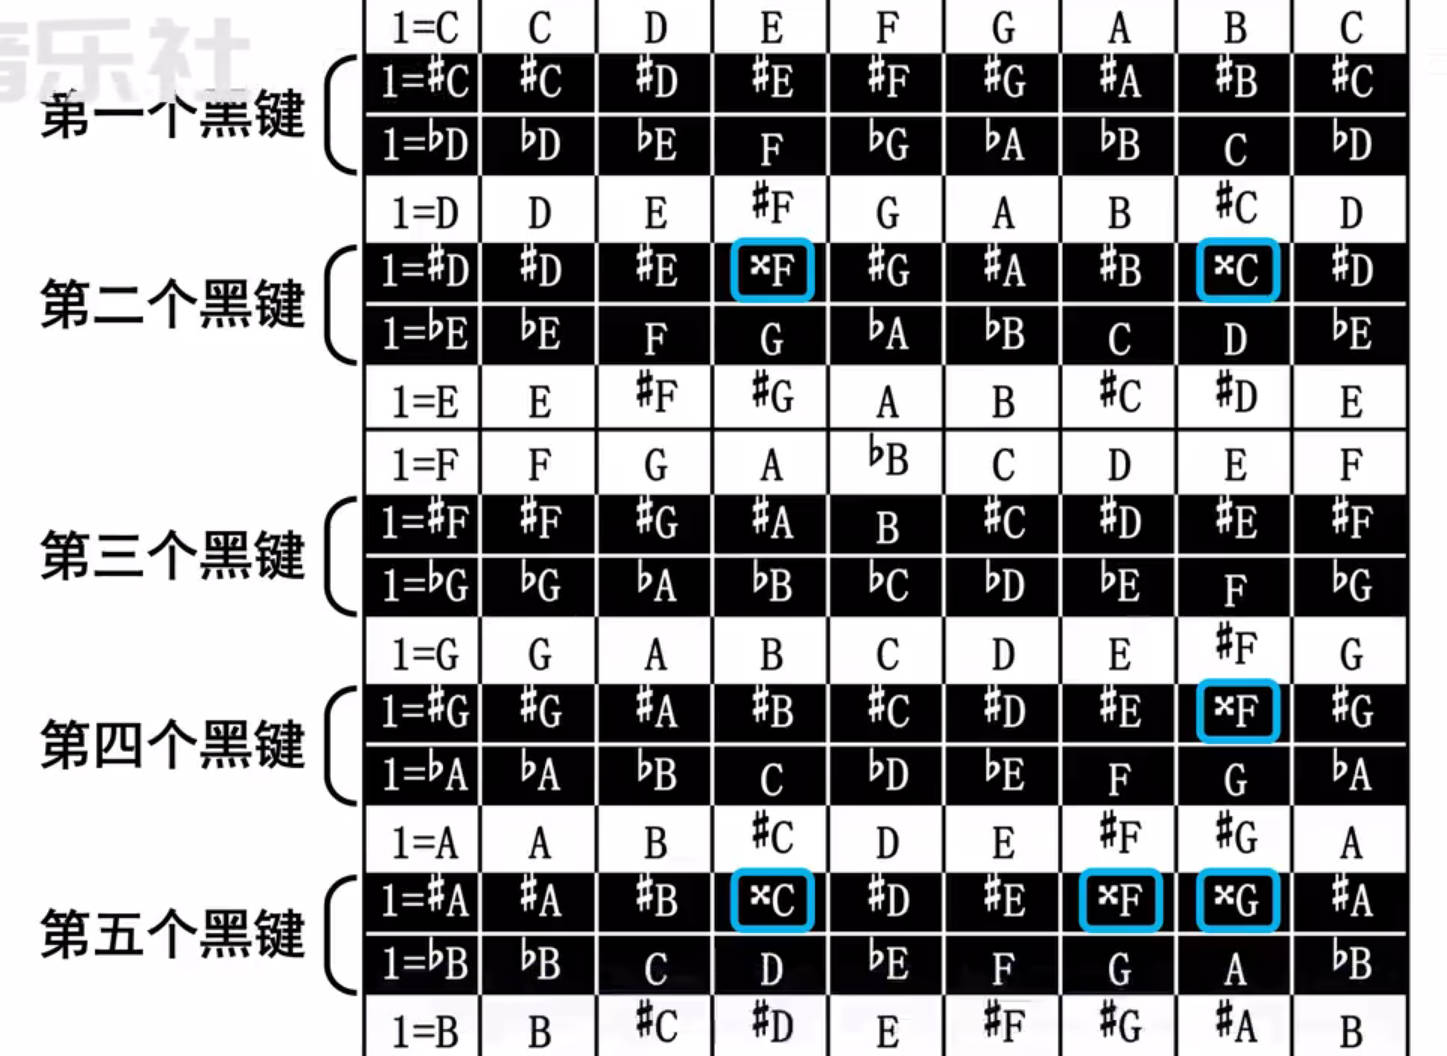 音乐社
1=C C D E F G A B C
第一个黑键
1=♯C ♯C ♯D ♯E ♯F ♯G ♯A ♯B ♯C
1=♭D ♭D ♭E F ♭G ♭A ♭B C ♭D
1=D D E ♯F G A B ♯C D
第二个黑键
1=♯D ♯D ♯E 𝄪F ♯G ♯A ♯B 𝄪C ♯D
1=♭E ♭E F G ♭A ♭B C D ♭E
1=E E ♯F ♯G A B ♯C ♯D E
1=F F G A ♭B C D E F
第三个黑键
1=♯F ♯F ♯G ♯A B ♯C ♯D ♯E ♯F
1=♭G ♭G ♭A ♭B ♭C ♭D ♭E F ♭G
1=G G A B C D E ♯F G
第四个黑键
1=♯G ♯G ♯A ♯B ♯C ♯D ♯E 𝄪F ♯G
1=♭A ♭A ♭B C ♭D ♭E F G ♭A
1=A A B ♯C D E ♯F ♯G A
第五个黑键
1=♯A ♯A ♯B 𝄪C ♯D ♯E 𝄪F 𝄪G ♯A
1=♭B ♭B C D ♭E F G A ♭B
1=B B ♯C ♯D E ♯F ♯G ♯A B